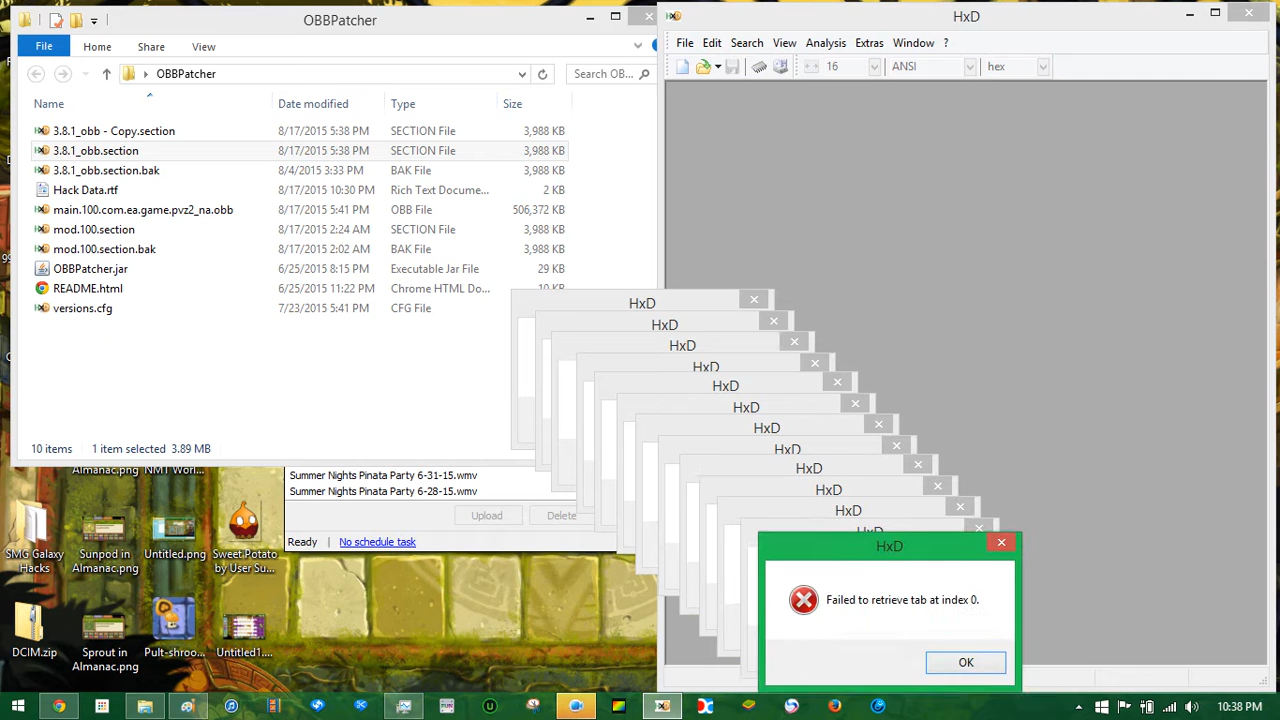 OBBPatcher
File Home Share View
OBBPatcher
Search OB...
Name Date modified Type Size
3.8.1_obb - Copy.section 8/17/2015 5:38 PM SECTION File 3,988 KB
3.8.1_obb.section 8/17/2015 5:38 PM SECTION File 3,988 KB
3.8.1_obb.section.bak 8/4/2015 3:33 PM BAK File 3,988 KB
Hack Data.rtf 8/17/2015 10:30 PM Rich Text Docume... 2 KB
main.100.com.ea.game.pvz2_na.obb 8/17/2015 5:41 PM OBB File 506,372 KB
mod.100.section 8/17/2015 2:24 AM SECTION File 3,988 KB
mod.100.section.bak 8/17/2015 2:02 AM BAK File 3,988 KB
OBBPatcher.jar 6/25/2015 8:15 PM Executable Jar File 29 KB
README.html 6/25/2015 11:22 PM Chrome HTML Do... 10 KB
versions.cfg 7/23/2015 5:41 PM CFG File
10 items 1 item selected 3.89 MB
HxD
File Edit Search View Analysis Extras Window ?
16 ANSI hex
HxD
HxD
HxD
HxD
HxD
HxD
HxD
HxD
HxD
HxD
HxD
HxD
HxD
Failed to retrieve tab at index 0.
OK
Summer Nights Pinata Party 6-31-15.wmv
Summer Nights Pinata Party 6-28-15.wmv
Upload Delete
Ready No schedule task
Almanac.png
NMT Worl...
SMG Galaxy
Hacks
Sunpod in
Almanac.png
Untitled.png
Sweet Potato
by User Su...
DCIM.zip
Sprout in
Almanac.png
Pult-shroo...
Untitled1....
10:38 PM